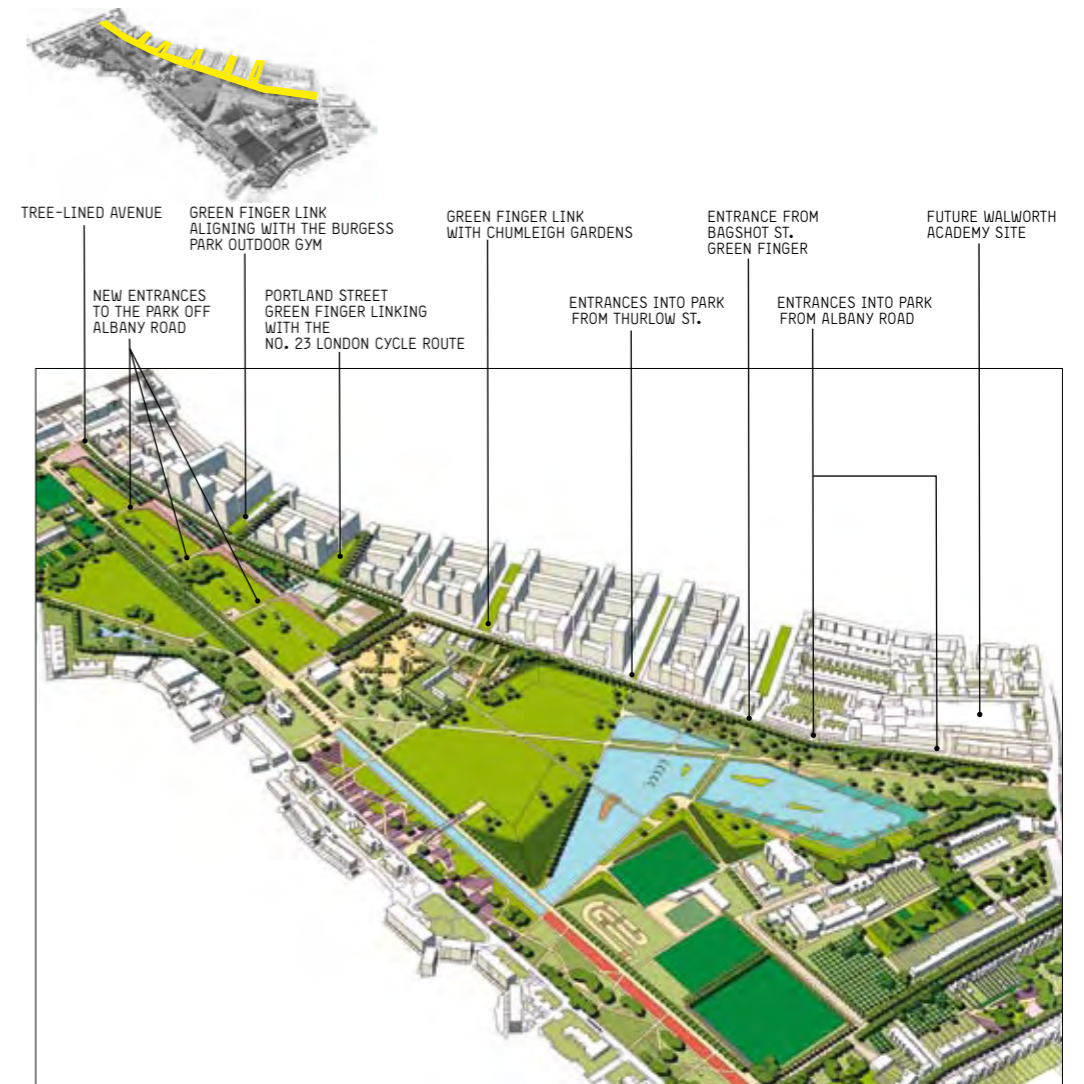 TREE-LINED AVENUE
GREEN FINGER LINK
ALIGNING WITH THE BURGESS
PARK OUTDOOR GYM
GREEN FINGER LINK
WITH CHUMLEIGH GARDENS
ENTRANCE FROM
BAGSHOT ST.
GREEN FINGER
FUTURE WALWORTH
ACADEMY SITE
NEW ENTRANCES
TO THE PARK OFF
ALBANY ROAD
PORTLAND STREET
GREEN FINGER LINKING
WITH THE
NO. 23 LONDON CYCLE ROUTE
ENTRANCES INTO PARK
FROM THURLOW ST.
ENTRANCES INTO PARK
FROM ALBANY ROAD